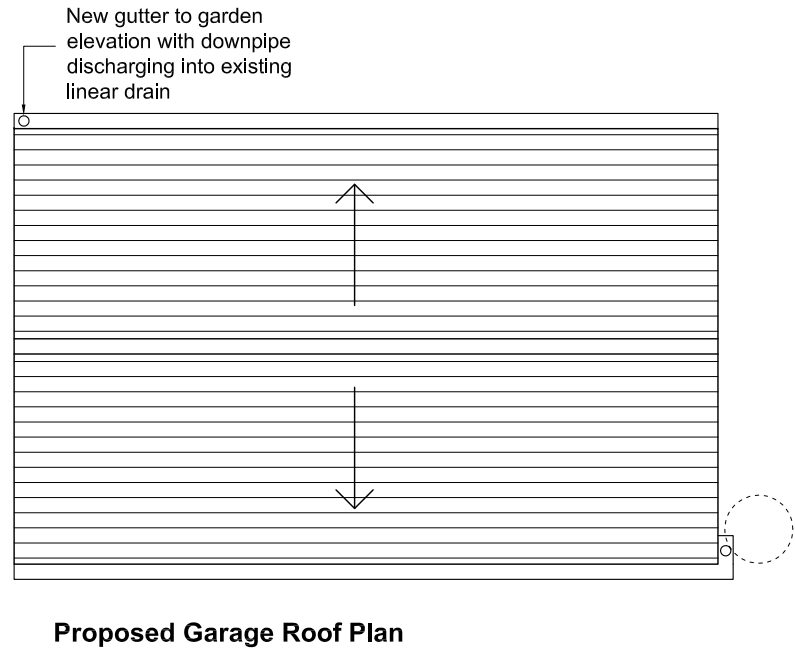 New gutter to garden
elevation with downpipe
discharging into existing
linear drain
Proposed Garage Roof Plan